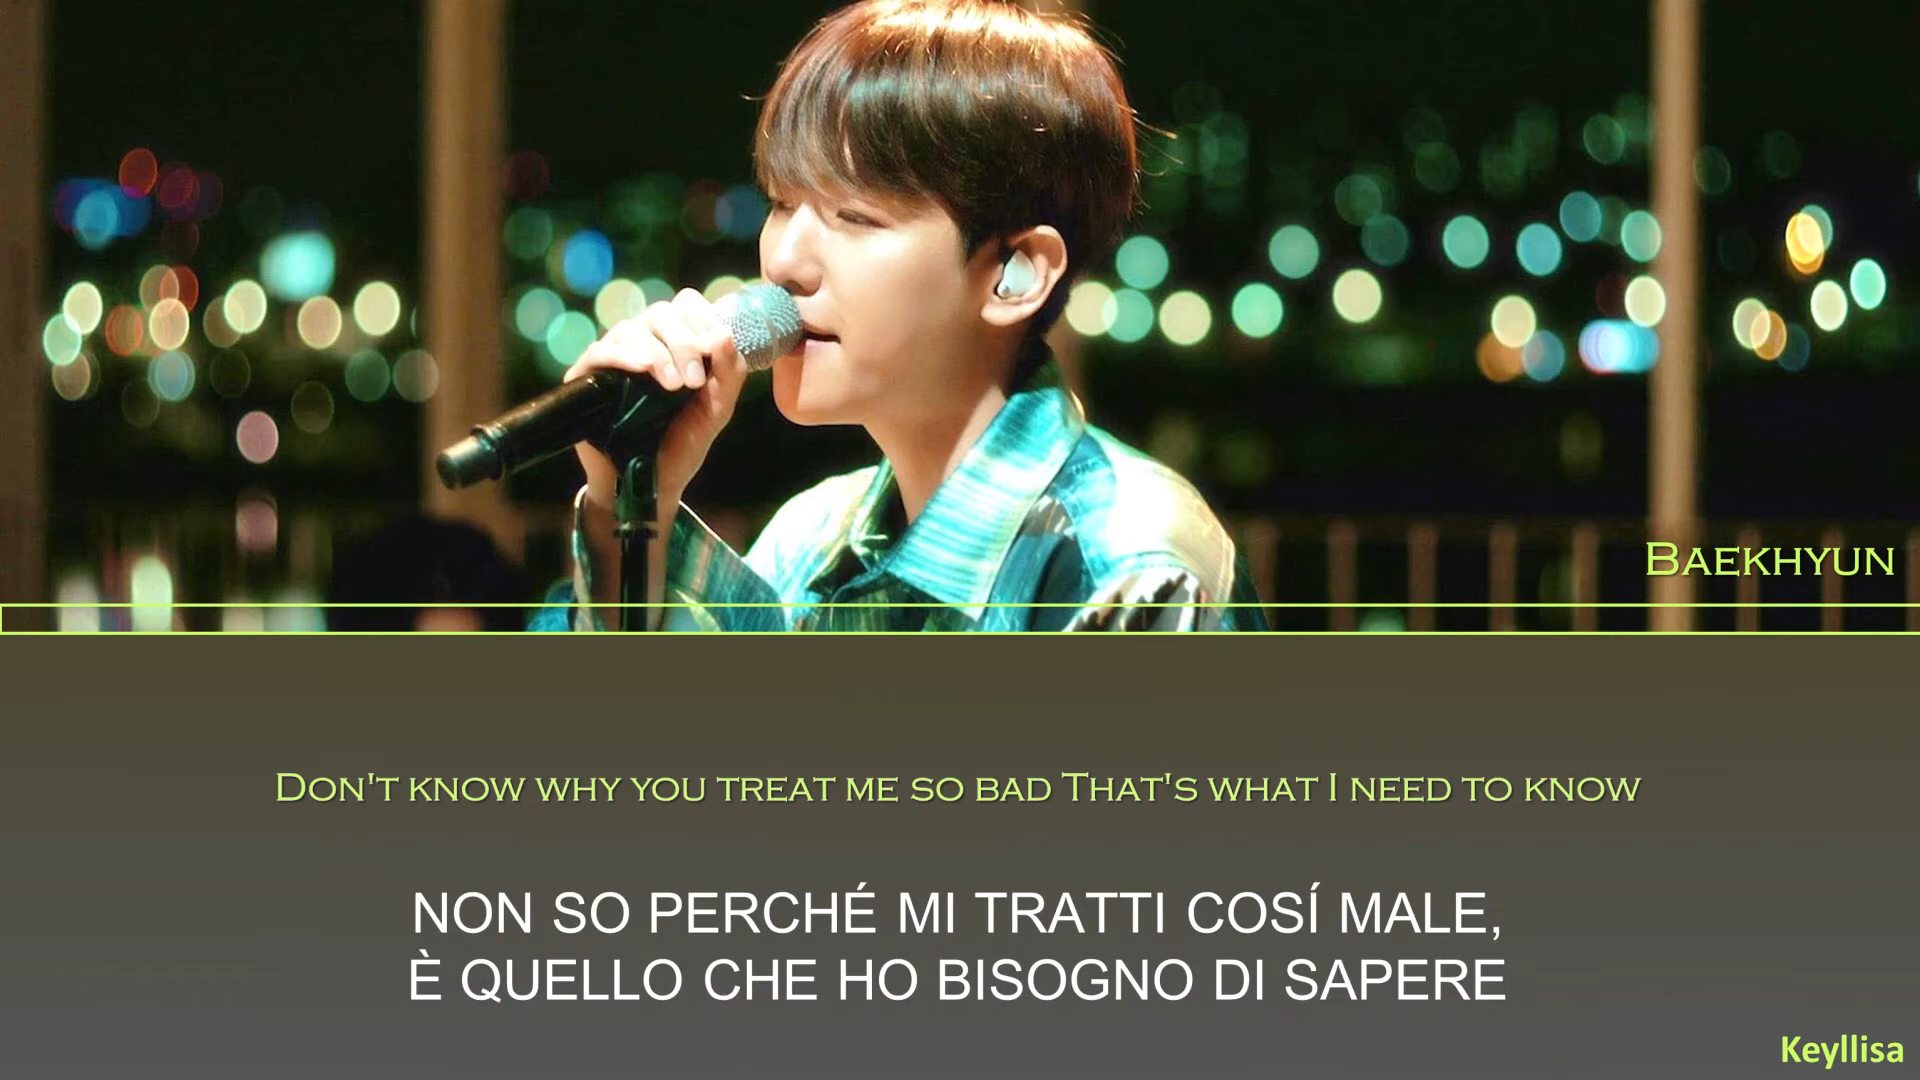 Baekhyun
Don't know why you treat me so bad That's what I need to know
NON SO PERCHÉ MI TRATTI COSÍ MALE,
È QUELLO CHE HO BISOGNO DI SAPERE
Keyllisa